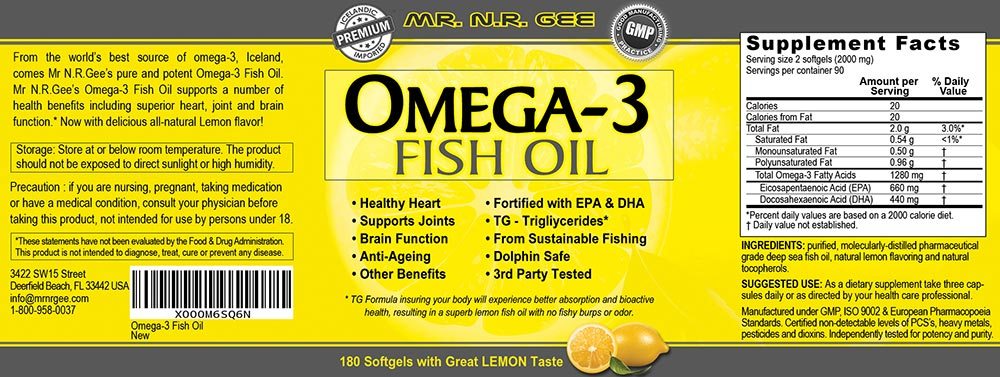 From the world's best source of omega-3, Iceland,
comes Mr N.R.Gee's pure and potent Omega-3 Fish Oil.
Mr N.R.Gee's Omega-3 Fish Oil supports a number of
health benefits including superior heart, joint and brain
function.* Now with delicious all-natural Lemon flavor!
Storage: Store at or below room temperature. The product
should not be exposed to direct sunlight or high humidity.
Precaution : if you are nursing, pregnant, taking medication
or have a medical condition, consult your physician before
taking this product, not intended for use by persons under 18.
*These statements have not been evaluated by the Food & Drug Administration.
This product is not intended to diagnose, treat, cure or prevent any disease.
3422 SW15 Street
Deerfield Beach, FL 33442 USA
info@mrnrgee.com
1-800-958-0037
X000M6SQ6N
Omega-3 Fish Oil
New
ICELANDIC
PREMIUM
IMPORTED
MR. N.R. GEE
GOOD MANUFACTURING
GMP
PRACTICE
OMEGA-3
FISH OIL
• Healthy Heart
• Supports Joints
• Brain Function
• Anti-Ageing
• Other Benefits
• Fortified with EPA & DHA
• TG - Triglycerides*
• From Sustainable Fishing
• Dolphin Safe
• 3rd Party Tested
* TG Formula insuring your body will experience better absorption and bioactive
health, resulting in a superb lemon fish oil with no fishy burps or odor.
180 Softgels with Great LEMON Taste
Supplement Facts
Serving size 2 softgels (2000 mg)
Servings per container 90
Amount per Serving % Daily Value
Calories 20
Calories from Fat 20
Total Fat 2.0 g 3.0%*
Saturated Fat 0.54 g <1%*
Monounsaturated Fat 0.50 g †
Polyunsaturated Fat 0.96 g †
Total Omega-3 Fatty Acids 1280 mg †
Eicosapentaenoic Acid (EPA) 660 mg †
Docosahexaenoic Acid (DHA) 440 mg †
*Percent daily values are based on a 2000 calorie diet.
† Daily value not established.
INGREDIENTS: purified, molecularly-distilled pharmaceutical
grade deep sea fish oil, natural lemon flavoring and natural
tocopherols.
SUGGESTED USE: As a dietary supplement take three cap-
sules daily or as directed by your health care professional.
Manufactured under GMP, ISO 9002 & European Pharmacopoeia
Standards. Certified non-detectable levels of PCS's, heavy metals,
pesticides and dioxins. Independently tested for potency and purity.